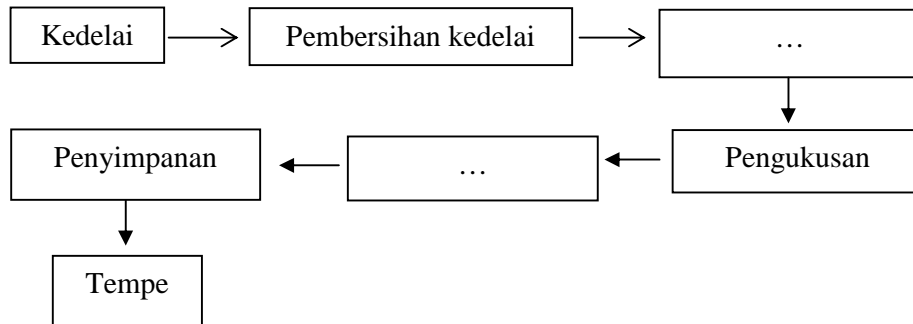 Kedelai
Pembersihan kedelai
…
Pengukusan
…
Penyimpanan
Tempe